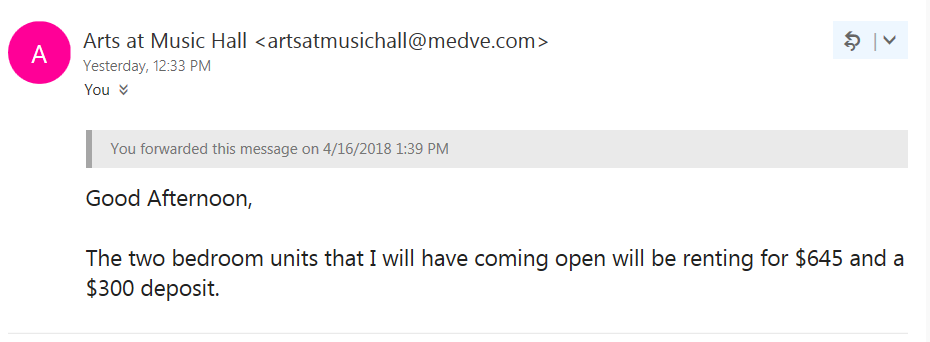 A
Arts at Music Hall <artsatmusichall@medve.com>
Yesterday, 12:33 PM
You
You forwarded this message on 4/16/2018 1:39 PM
Good Afternoon,
The two bedroom units that I will have coming open will be renting for $645 and a
$300 deposit.